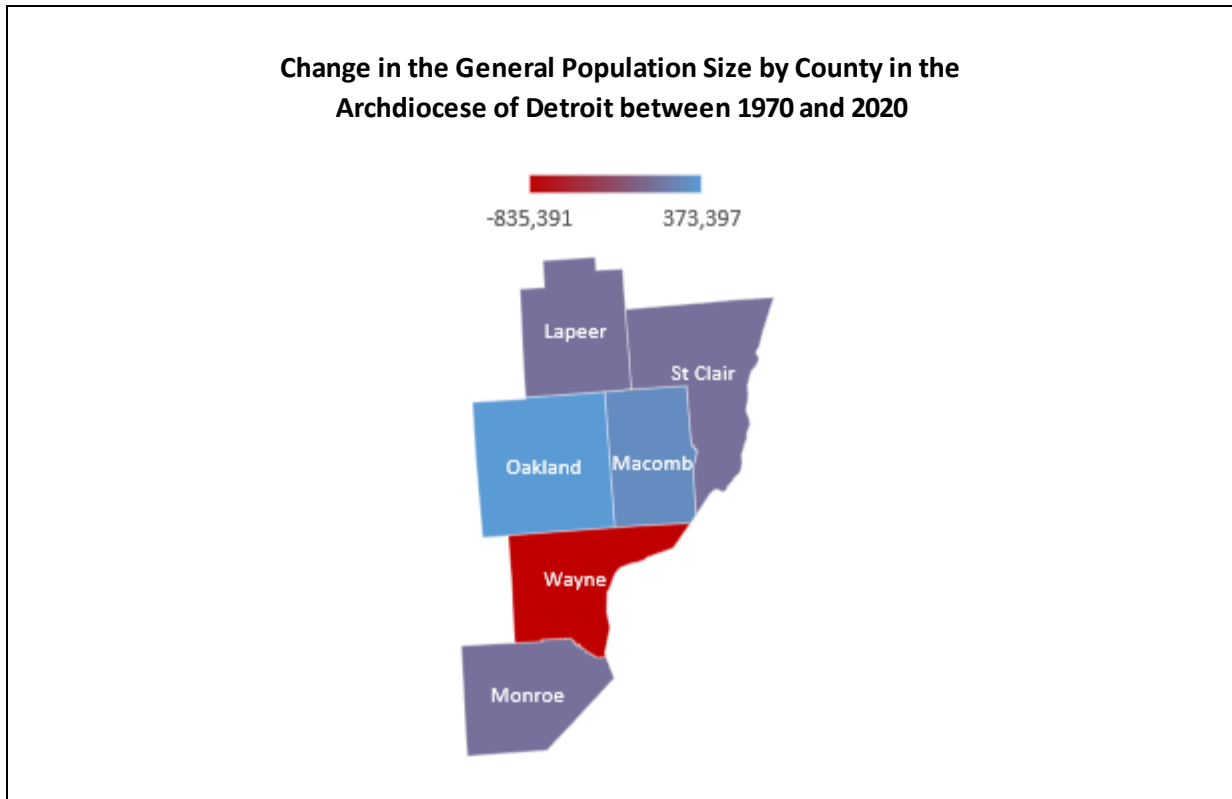 Change in the General Population Size by County in the
Archdiocese of Detroit between 1970 and 2020
-835,391 373,397
Lapeer
St Clair
Oakland Macomb
Wayne
Monroe